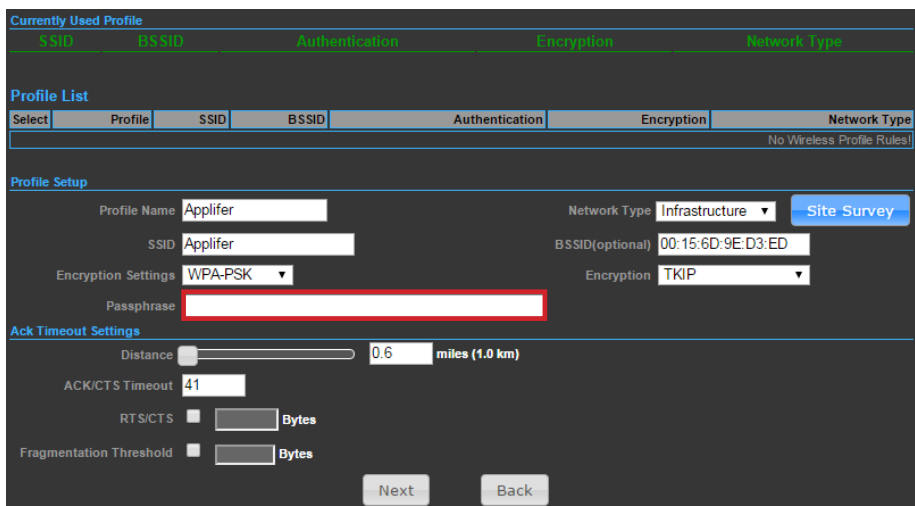 Currently Used Profile
SSID BSSID Authentication Encryption Network Type
Profile List
Select Profile SSID BSSID Authentication Encryption Network Type
No Wireless Profile Rules!
Profile Setup
Profile Name Applifer Network Type Infrastructure Site Survey
SSID Applifer BSSID(optional) 00:15:6D:9E:D3:ED
Encryption Settings WPA-PSK Encryption TKIP
Passphrase
Ack Timeout Settings
Distance 0.6 miles (1.0 km)
ACK/CTS Timeout 41
RTS/CTS Bytes
Fragmentation Threshold Bytes
Next Back